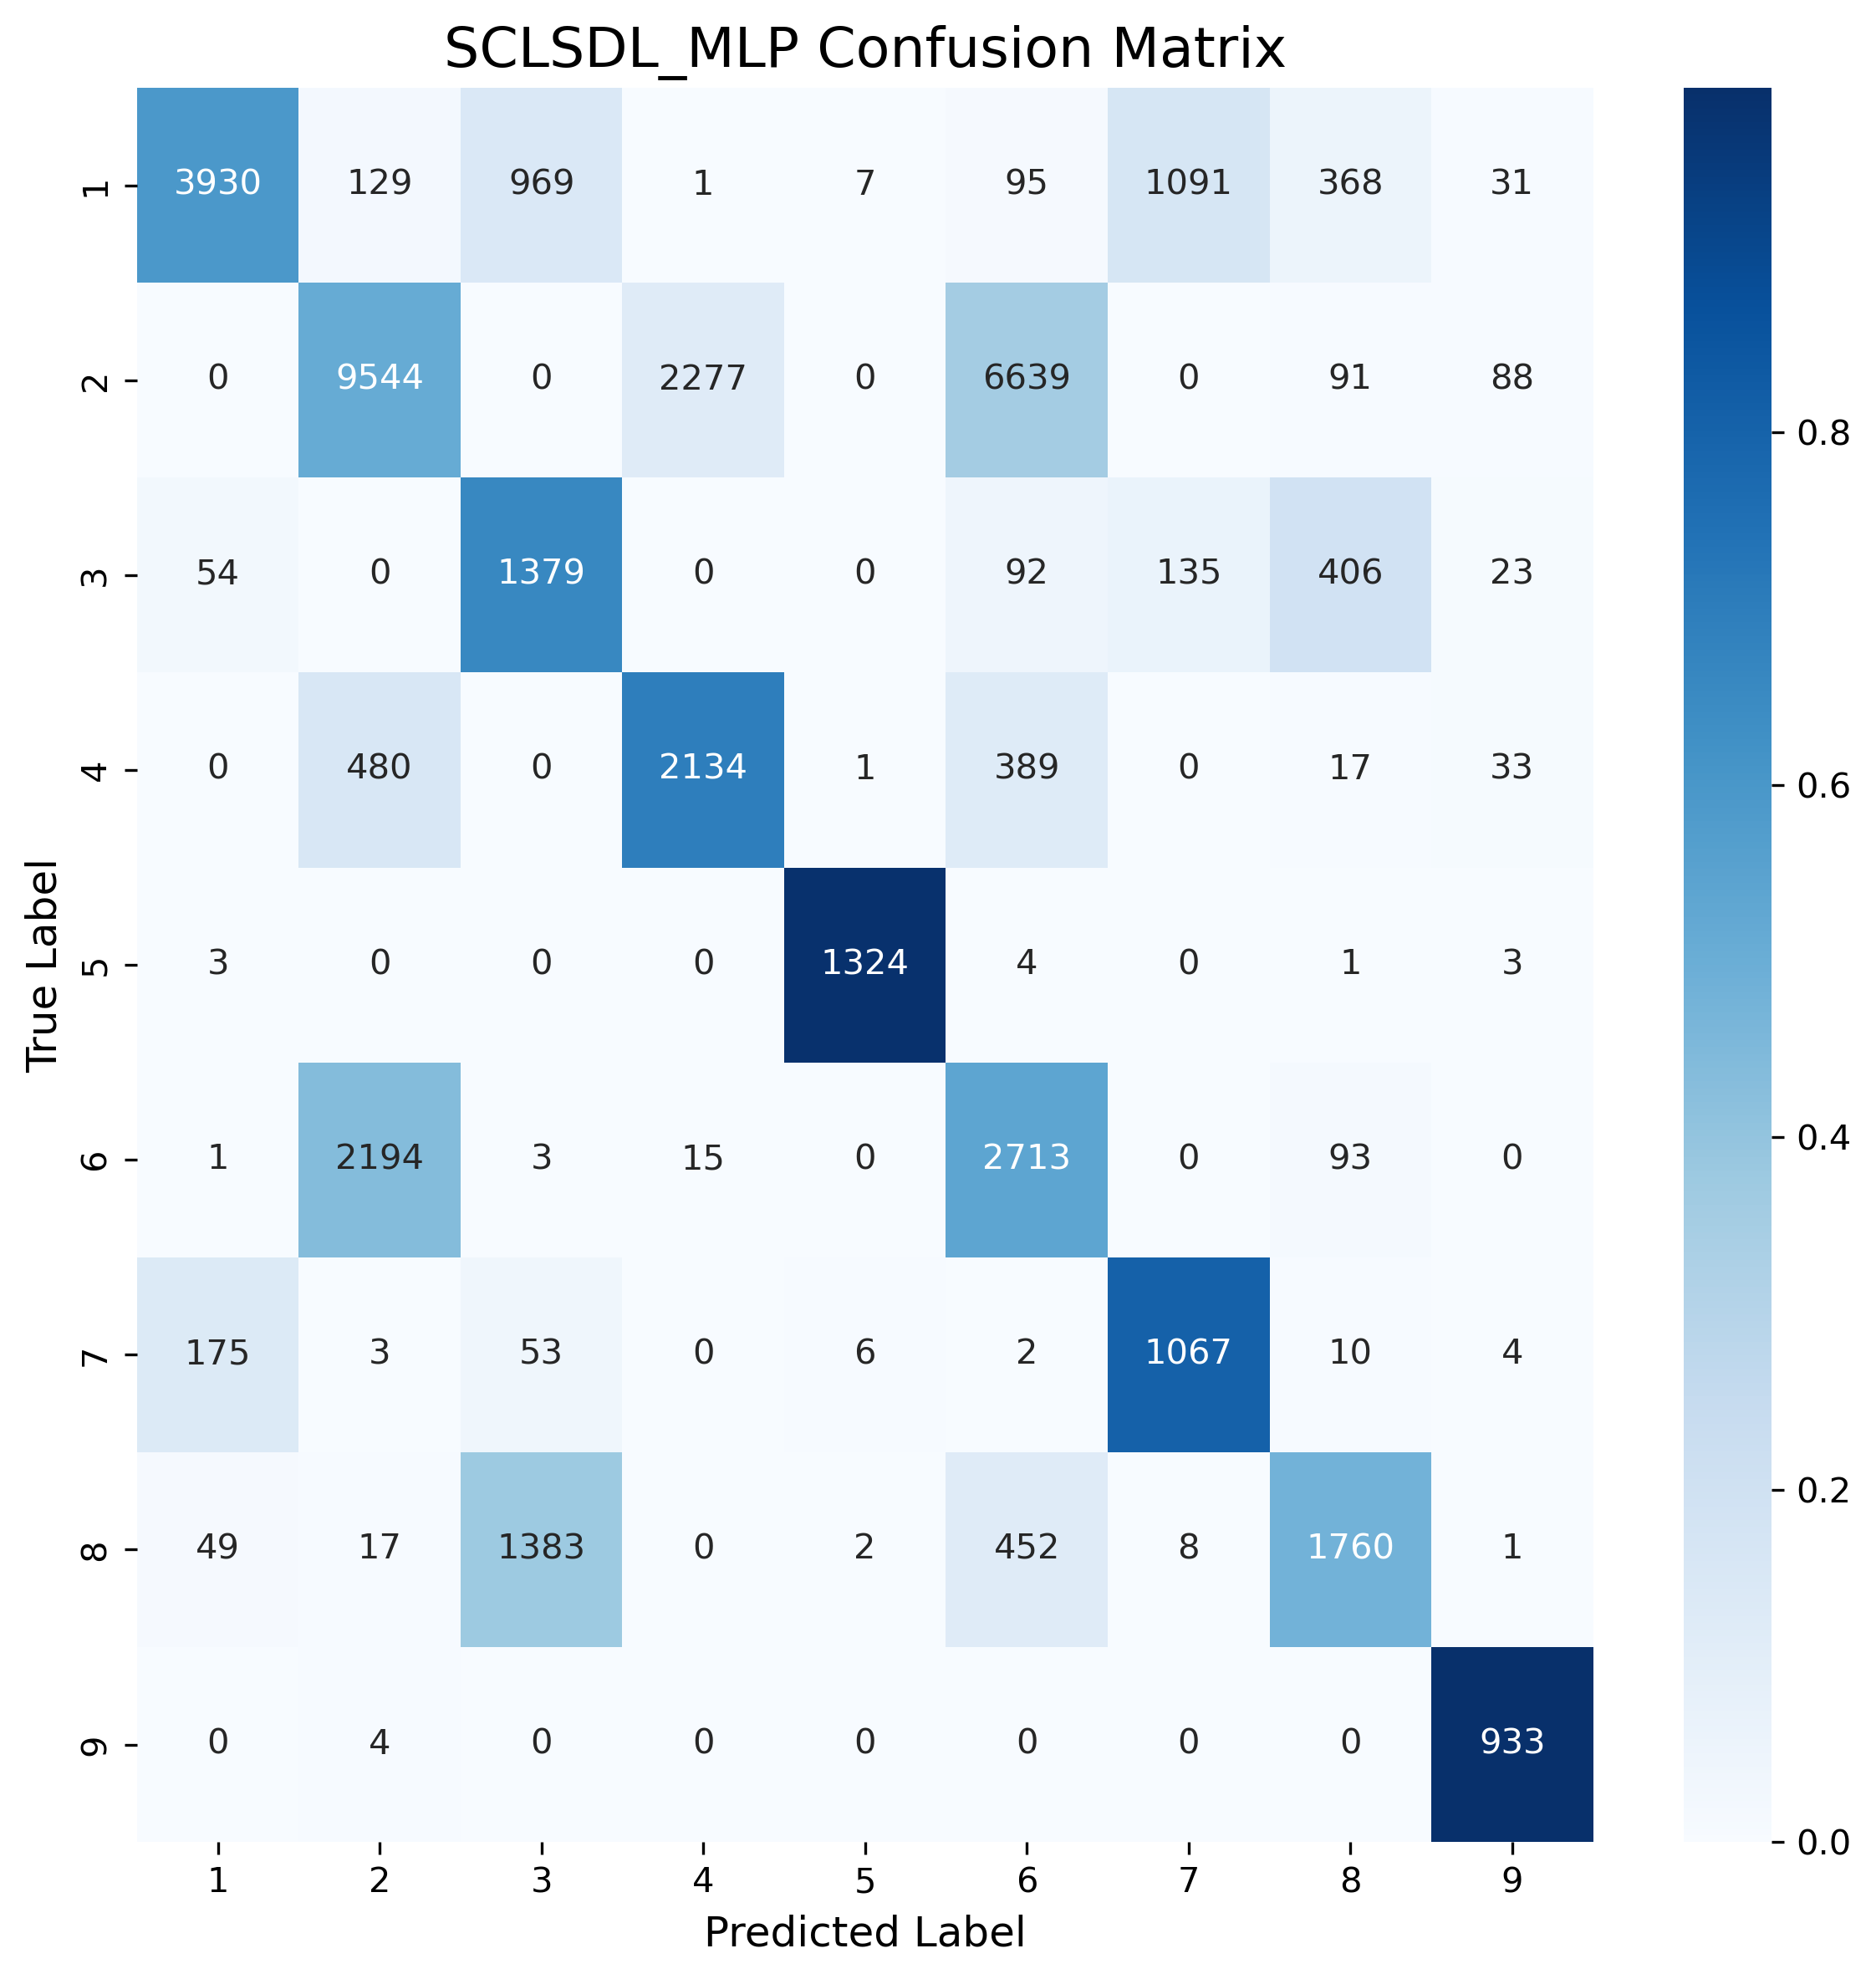 SCLSDL_MLP Confusion Matrix
1 3930 129 969 1 7 95 1091 368 31
2 0 9544 0 2277 0 6639 0 91 88
3 54 0 1379 0 0 92 135 406 23
4 0 480 0 2134 1 389 0 17 33
5 3 0 0 0 1324 4 0 1 3
6 1 2194 3 15 0 2713 0 93 0
7 175 3 53 0 6 2 1067 10 4
8 49 17 1383 0 2 452 8 1760 1
9 0 4 0 0 0 0 0 0 933
1 2 3 4 5 6 7 8 9
Predicted Label
True Label
0.8
0.6
0.4
0.2
0.0